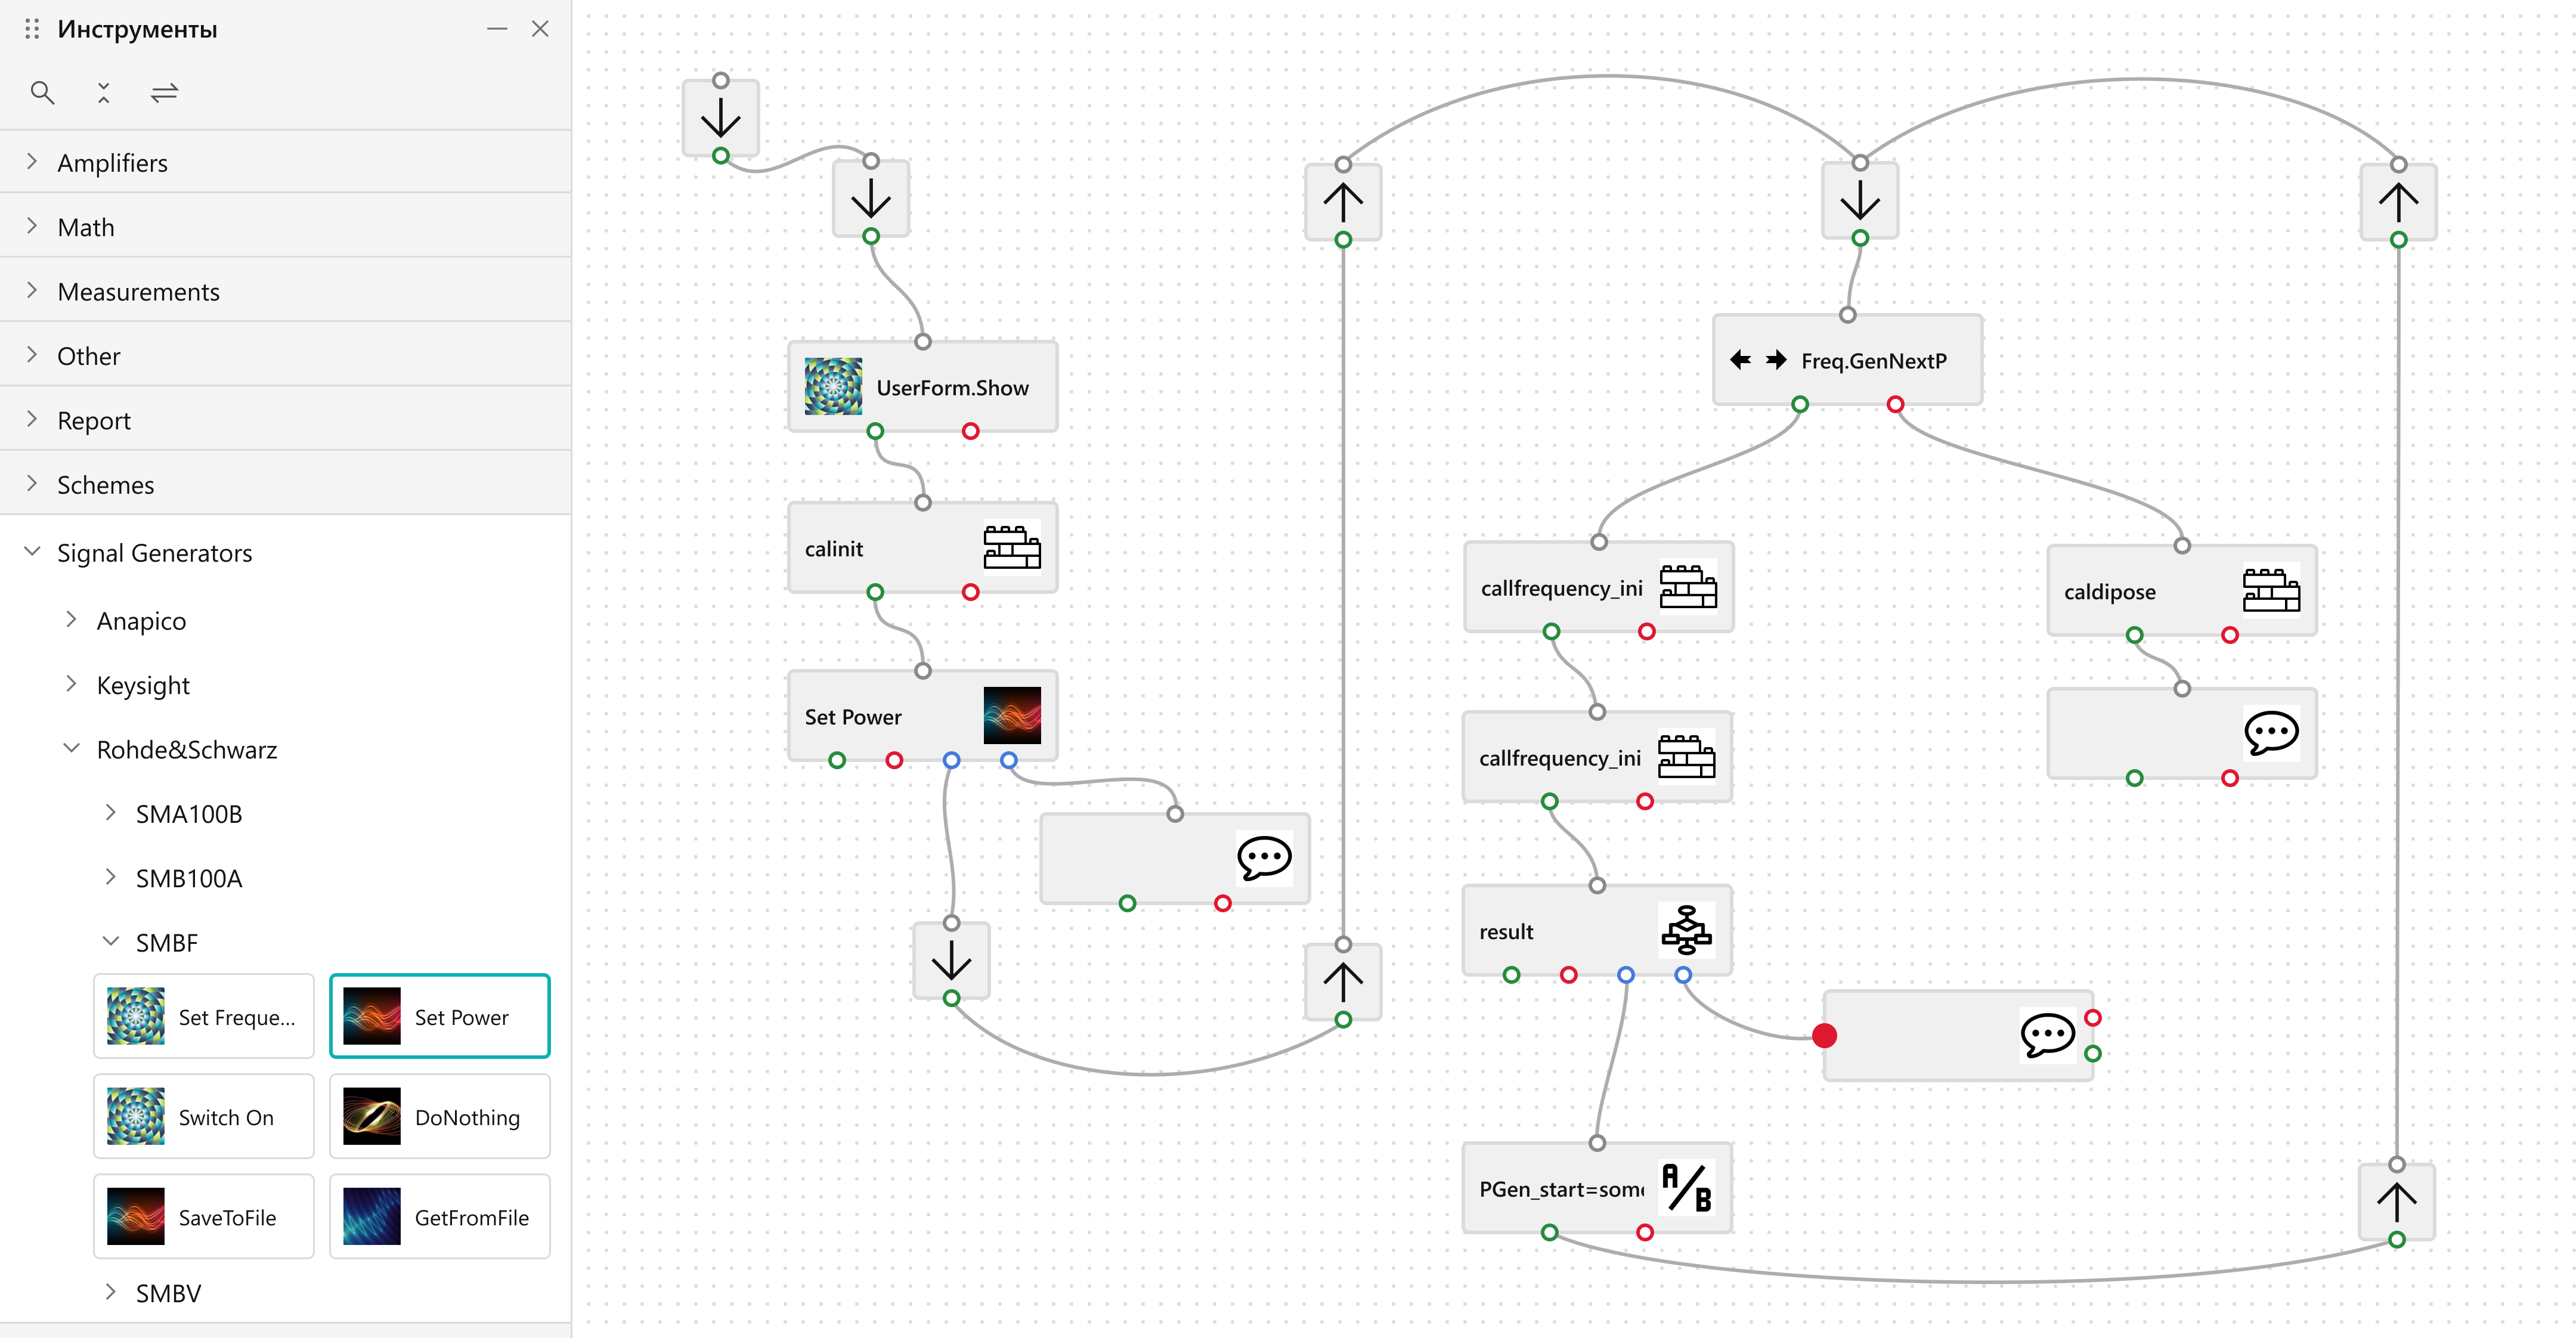 Инструменты
Amplifiers
Math
Measurements
Other
Report
Schemes
Signal Generators
Anapico
Keysight
Rohde&Schwarz
SMA100B
SMB100A
SMBF
Set Freque...
Set Power
Switch On
DoNothing
SaveToFile
GetFromFile
SMBV
UserForm.Show
calinit
Set Power
Freq.GenNextP
callfrequency_ini
caldipose
callfrequency_ini
result
PGen_start=some
A/B